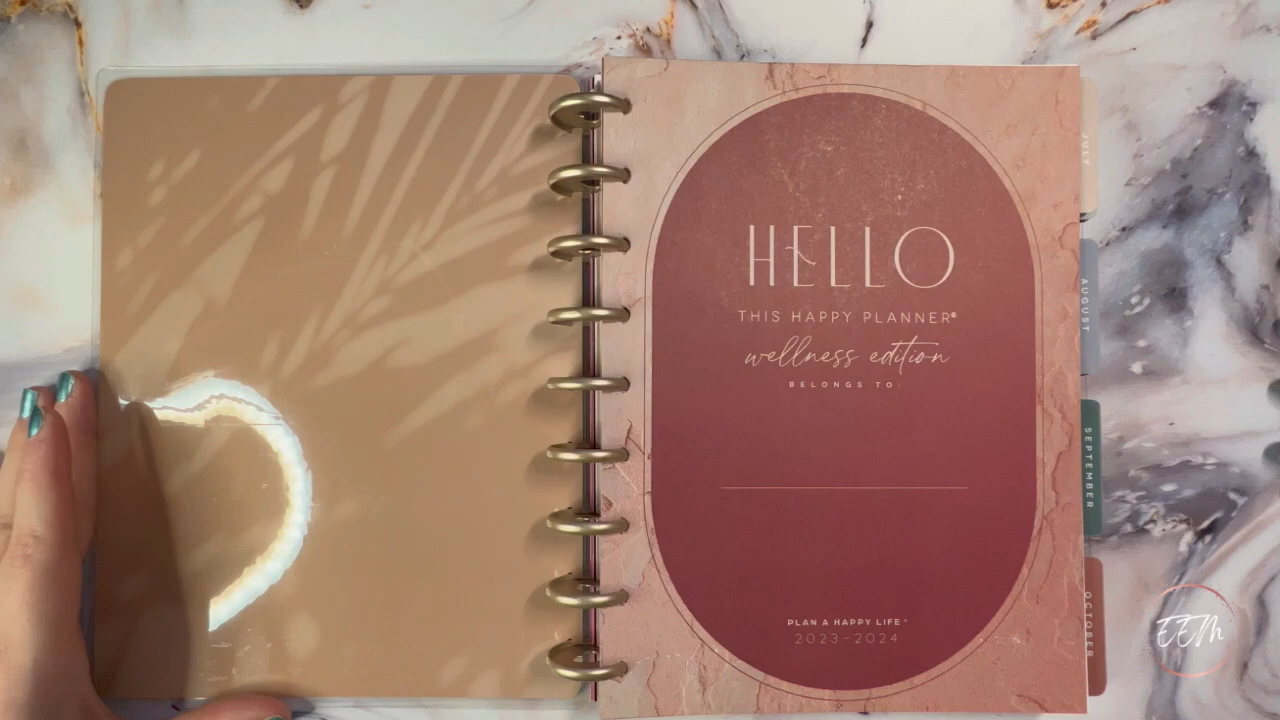 HELLO
THIS HAPPY PLANNER®
wellness edition
BELONGS TO:
PLAN A HAPPY LIFE®
2023-2024
JULY
AUGUST
SEPTEMBER
OCTOBER
EEM